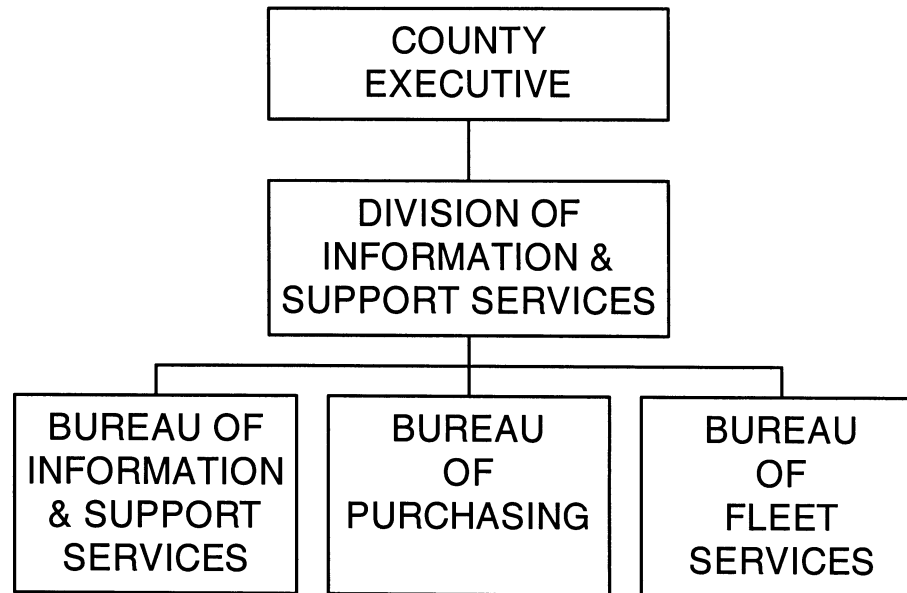 COUNTY
EXECUTIVE
DIVISION OF
INFORMATION &
SUPPORT SERVICES
BUREAU OF
INFORMATION
& SUPPORT
SERVICES
BUREAU
OF
PURCHASING
BUREAU
OF
FLEET
SERVICES